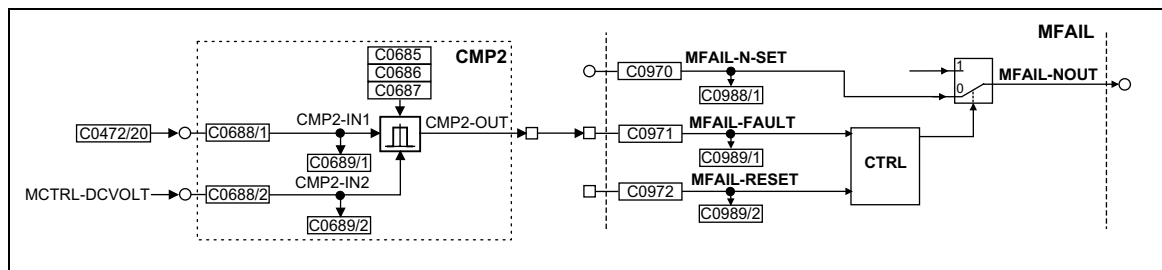 MFAIL
CMP2
C0685
C0686
C0687
MFAIL-N-SET
1
MFAIL-NOUT
C0970
0
C0988/1
CMP2-IN1
CMP2-OUT
MFAIL-FAULT
C0472/20
C0688/1
C0971
C0689/1
C0989/1
CTRL
CMP2-IN2
MFAIL-RESET
MCTRL-DCVOLT
C0688/2
C0972
C0689/2
C0989/2